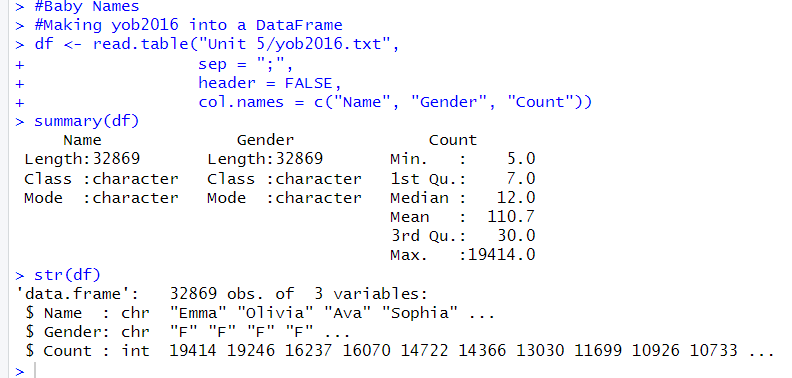 > #Baby Names
> #Making yob2016 into a DataFrame
> df <- read.table("Unit 5/yob2016.txt",
+                  sep = ";",
+                  header = FALSE,
+                  col.names = c("Name", "Gender", "Count"))
> summary(df)
     Name              Gender              Count
 Length:32869       Length:32869       Min.   :    5.0
 Class :character   Class :character   1st Qu.:    7.0
 Mode  :character   Mode  :character   Median :   12.0
                                       Mean   :  110.7
                                       3rd Qu.:   30.0
                                       Max.   :19414.0
> str(df)
'data.frame':   32869 obs. of  3 variables:
 $ Name  : chr  "Emma" "Olivia" "Ava" "Sophia" ...
 $ Gender: chr  "F" "F" "F" "F" ...
 $ Count : int  19414 19246 16237 16070 14722 14366 13030 11699 10926 10733 ...
>